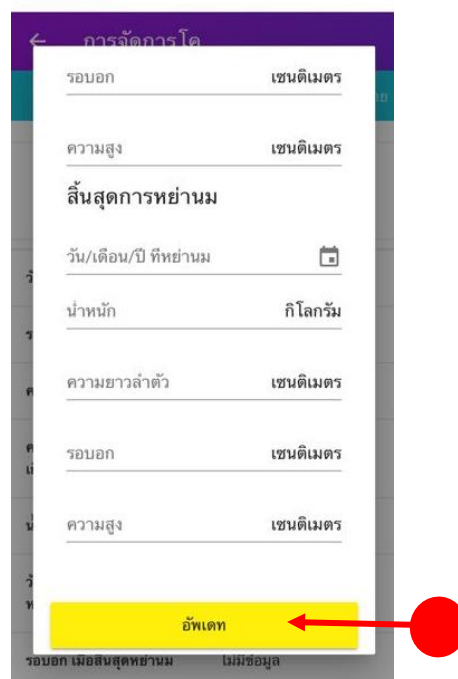 การจัดการโค
รอบอก เซนติเมตร
ความสูง เซนติเมตร
สิ้นสุดการหย่านม
วัน/เดือน/ปี ที่หย่านม
น้ำหนัก กิโลกรัม
ความยาวลำตัว เซนติเมตร
รอบอก เซนติเมตร
ความสูง เซนติเมตร
อัพเดท
รอบอก เมื่อสิ้นสุดหย่านม ไม่มีข้อมูล